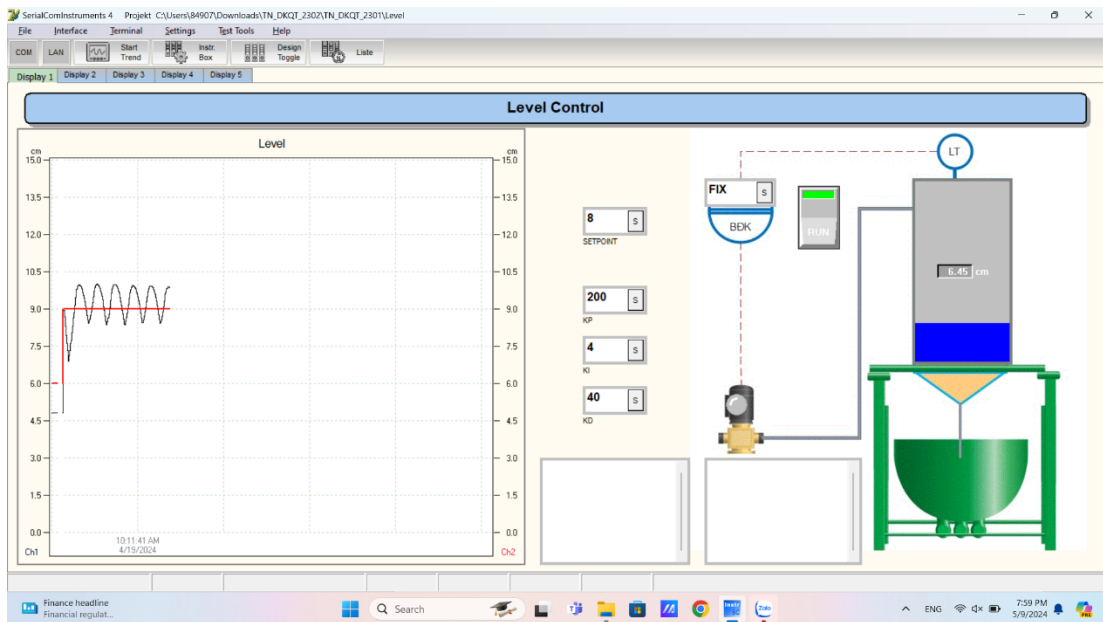 SerialComInstruments 4 Projekt C:\Users\84907\Downloads\TN_DKQT_2302\TN_DKQT_2301\Level
File Interface Terminal Settings Test Tools Help
COM LAN Start Trend Instr. Box Design Toggle Liste
Display 1 Display 2 Display 3 Display 4 Display 5
Level Control
Level
cm cm
15.0 15.0
13.5 13.5
12.0 12.0
10.5 10.5
9.0 9.0
7.5 7.5
6.0 6.0
4.5 4.5
3.0 3.0
1.5 1.5
0.0 0.0
10:11:41 AM
4/19/2024
Ch1 Ch2
8 S
SETPOINT
200 S
KP
4 S
KI
40 S
KD
FIX S
BĐK
RUN
LT
6.45 cm
Finance headline
Financial regulat...
Search
Instr
Zalo
ENG
7:59 PM
5/9/2024
PRE